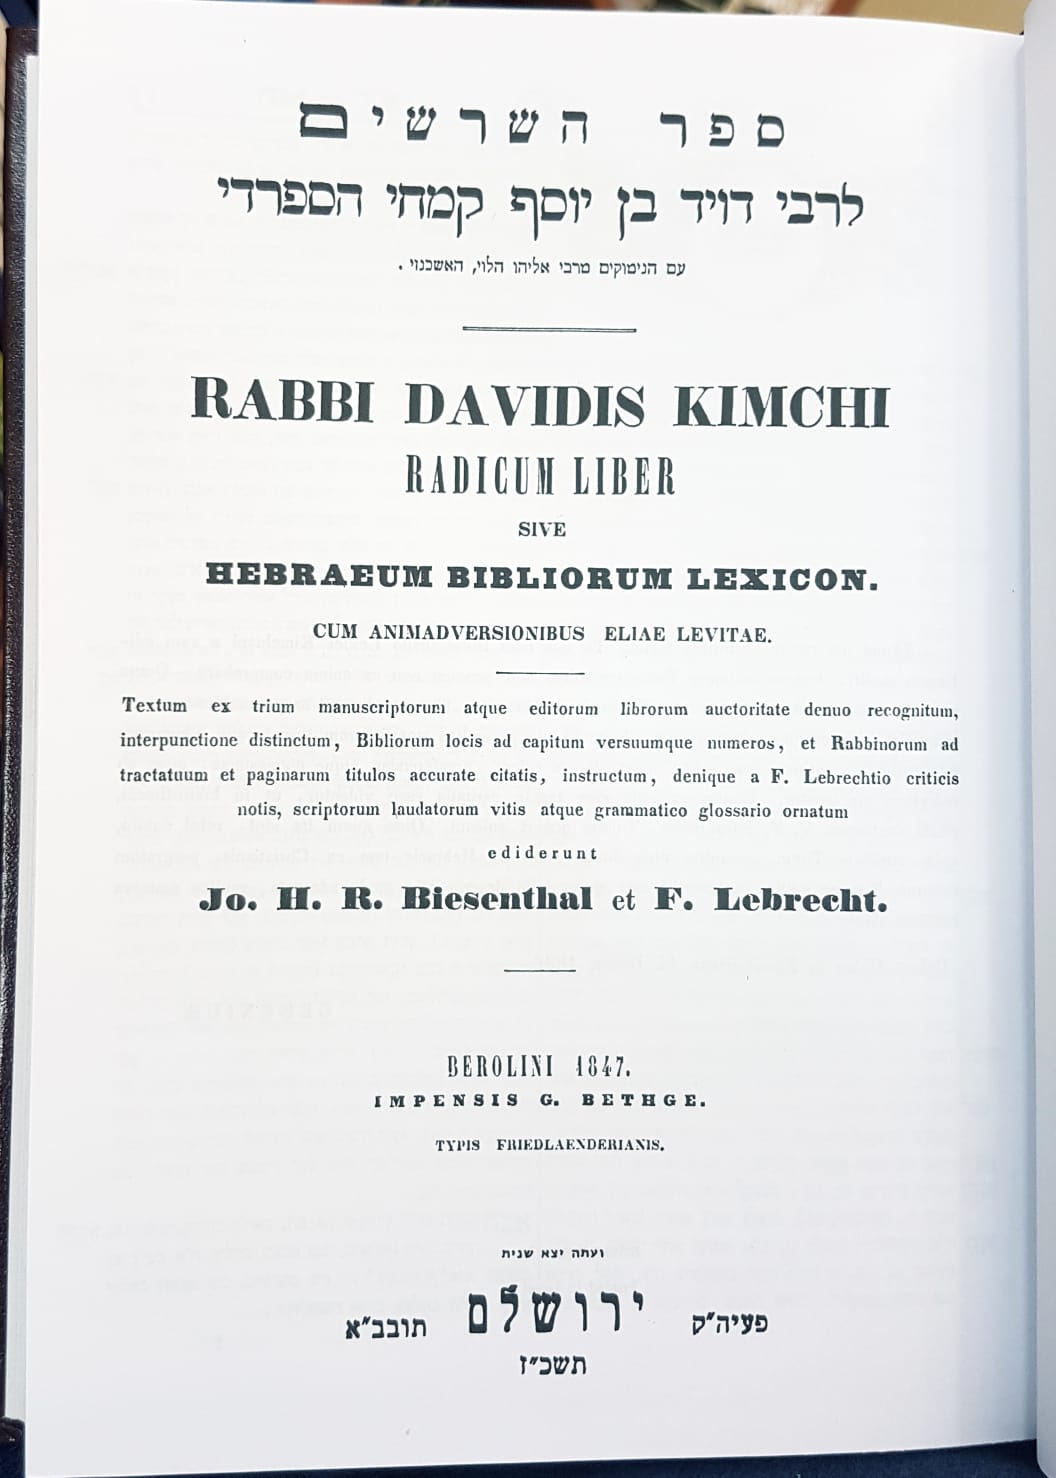 ספר השרשים
לרבי דויד בן יוסף קמחי הספרדי
עם הנימוקים מרבי אליהו הלוי, האשכנזי.
RABBI DAVIDIS KIMCHI
RADICUM LIBER
SIVE
HEBRAEUM BIBLIORUM LEXICON.
CUM ANIMADVERSIONIBUS ELIAE LEVITAE.
Textum ex trium manuscriptorum atque editorum librorum auctoritate denuo recognitum,
interpunctione distinctum, Bibliorum locis ad capitum versuumque numeros, et Rabbinorum ad
tractatuum et paginarum titulos accurate citatis, instructum, denique a F. Lebrechtio criticis
notis, scriptorum laudatorum vitis atque grammatico glossario ornatum
ediderunt
Jo. H. R. Biesenthal et F. Lebrecht.
BEROLINI 1847.
IMPENSIS G. BETHGE.
TYPIS FRIEDLAENDERIANIS.
ועתה יצא שנית
פעיה"ק ירושלם תובב"א
תשכ"ז